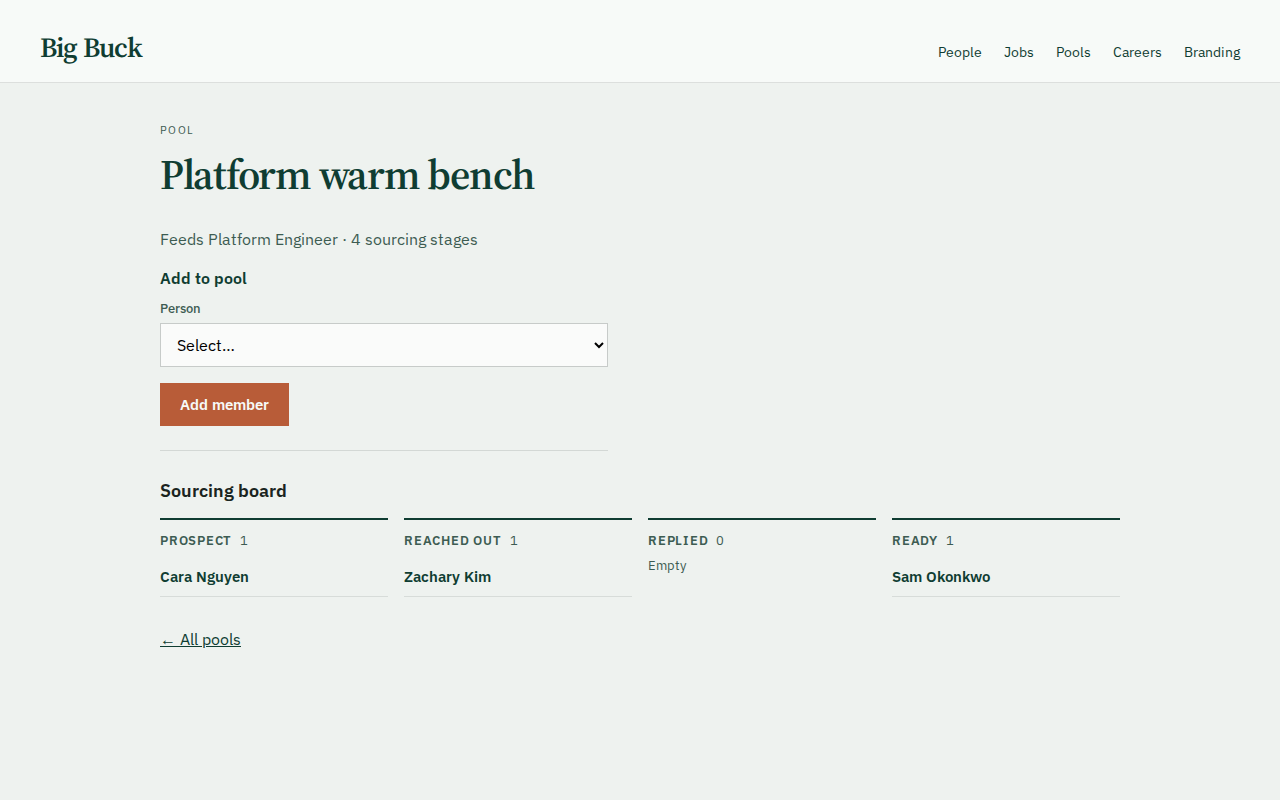 Big Buck
People Jobs Pools Careers Branding
POOL
Platform warm bench
Feeds Platform Engineer · 4 sourcing stages
Add to pool
Person
Select...
Add member
Sourcing board
PROSPECT 1
Cara Nguyen
REACHED OUT 1
Zachary Kim
REPLIED 0
Empty
READY 1
Sam Okonkwo
← All pools